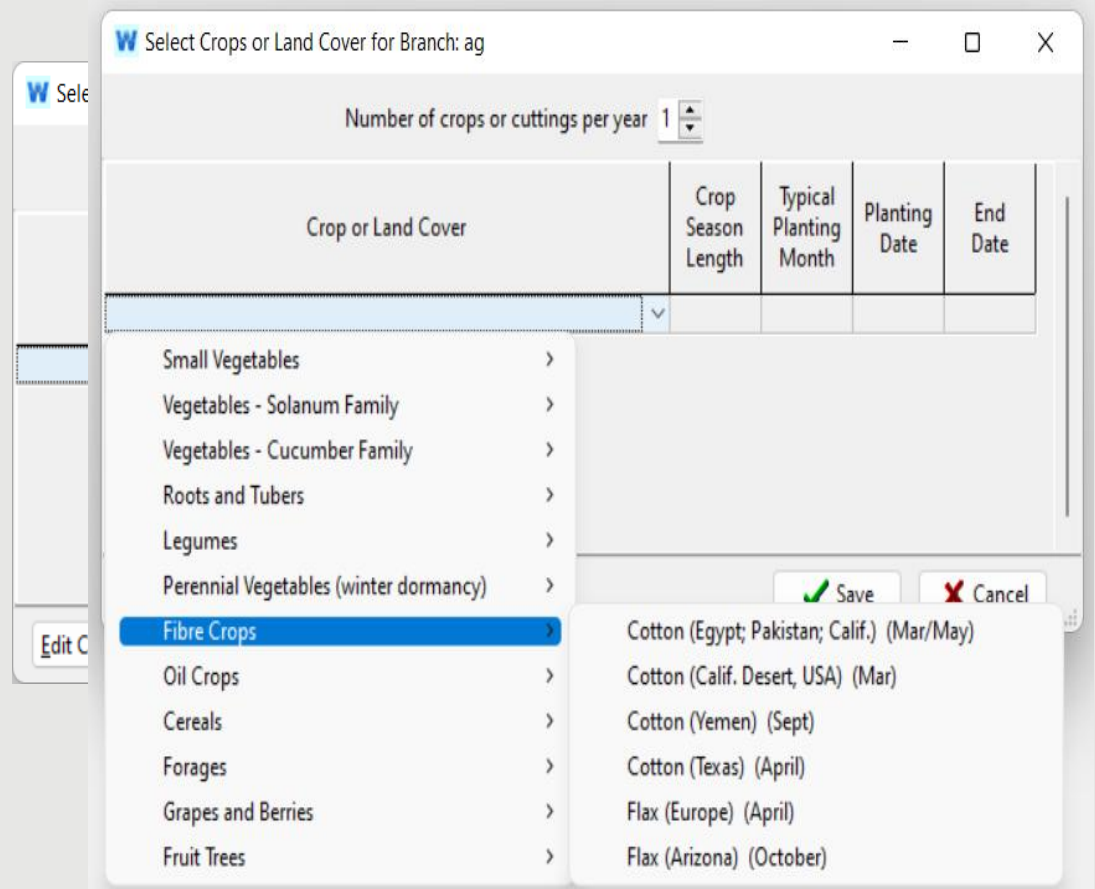 Select Crops or Land Cover for Branch: ag
W Sele
Number of crops or cuttings per year 1
Crop or Land Cover
Crop Season Length
Typical Planting Month
Planting Date
End Date
Small Vegetables
Vegetables - Solanum Family
Vegetables - Cucumber Family
Roots and Tubers
Legumes
Perennial Vegetables (winter dormancy)
Save
Cancel
Edit C
Fibre Crops
Oil Crops
Cereals
Forages
Grapes and Berries
Fruit Trees
Cotton (Egypt; Pakistan; Calif.) (Mar/May)
Cotton (Calif. Desert, USA) (Mar)
Cotton (Yemen) (Sept)
Cotton (Texas) (April)
Flax (Europe) (April)
Flax (Arizona) (October)